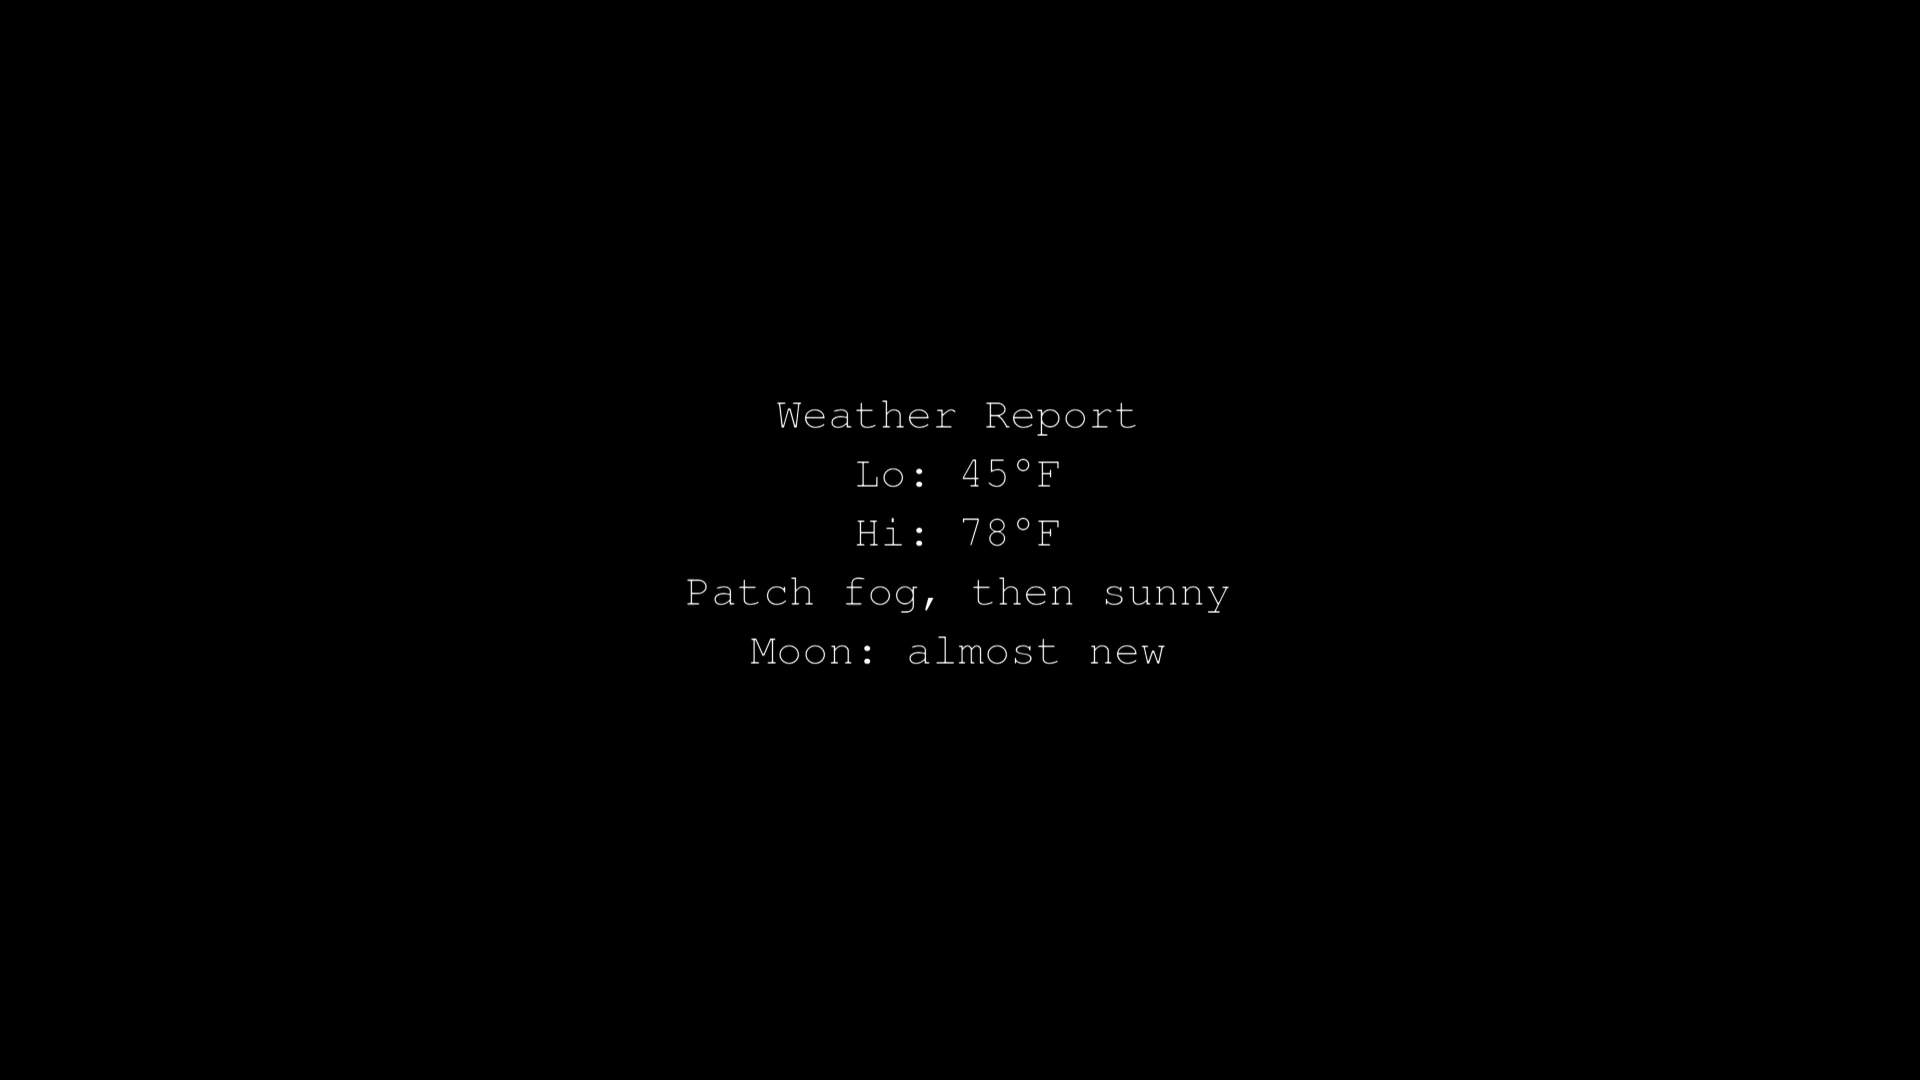 Weather Report
Lo: 45°F
Hi: 78°F
Patch fog, then sunny
Moon: almost new